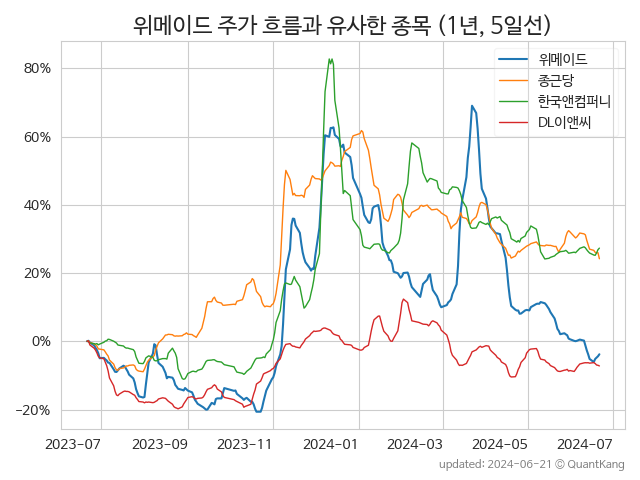 위메이드 주가 흐름과 유사한 종목 (1년, 5일선)
위메이드
종근당
한국앤컴퍼니
DL이앤씨
80%
60%
40%
20%
0%
−20%
2023-07
2023-09
2023-11
2024-01
2024-03
2024-05
2024-07
updated: 2024-06-21 © QuantKang